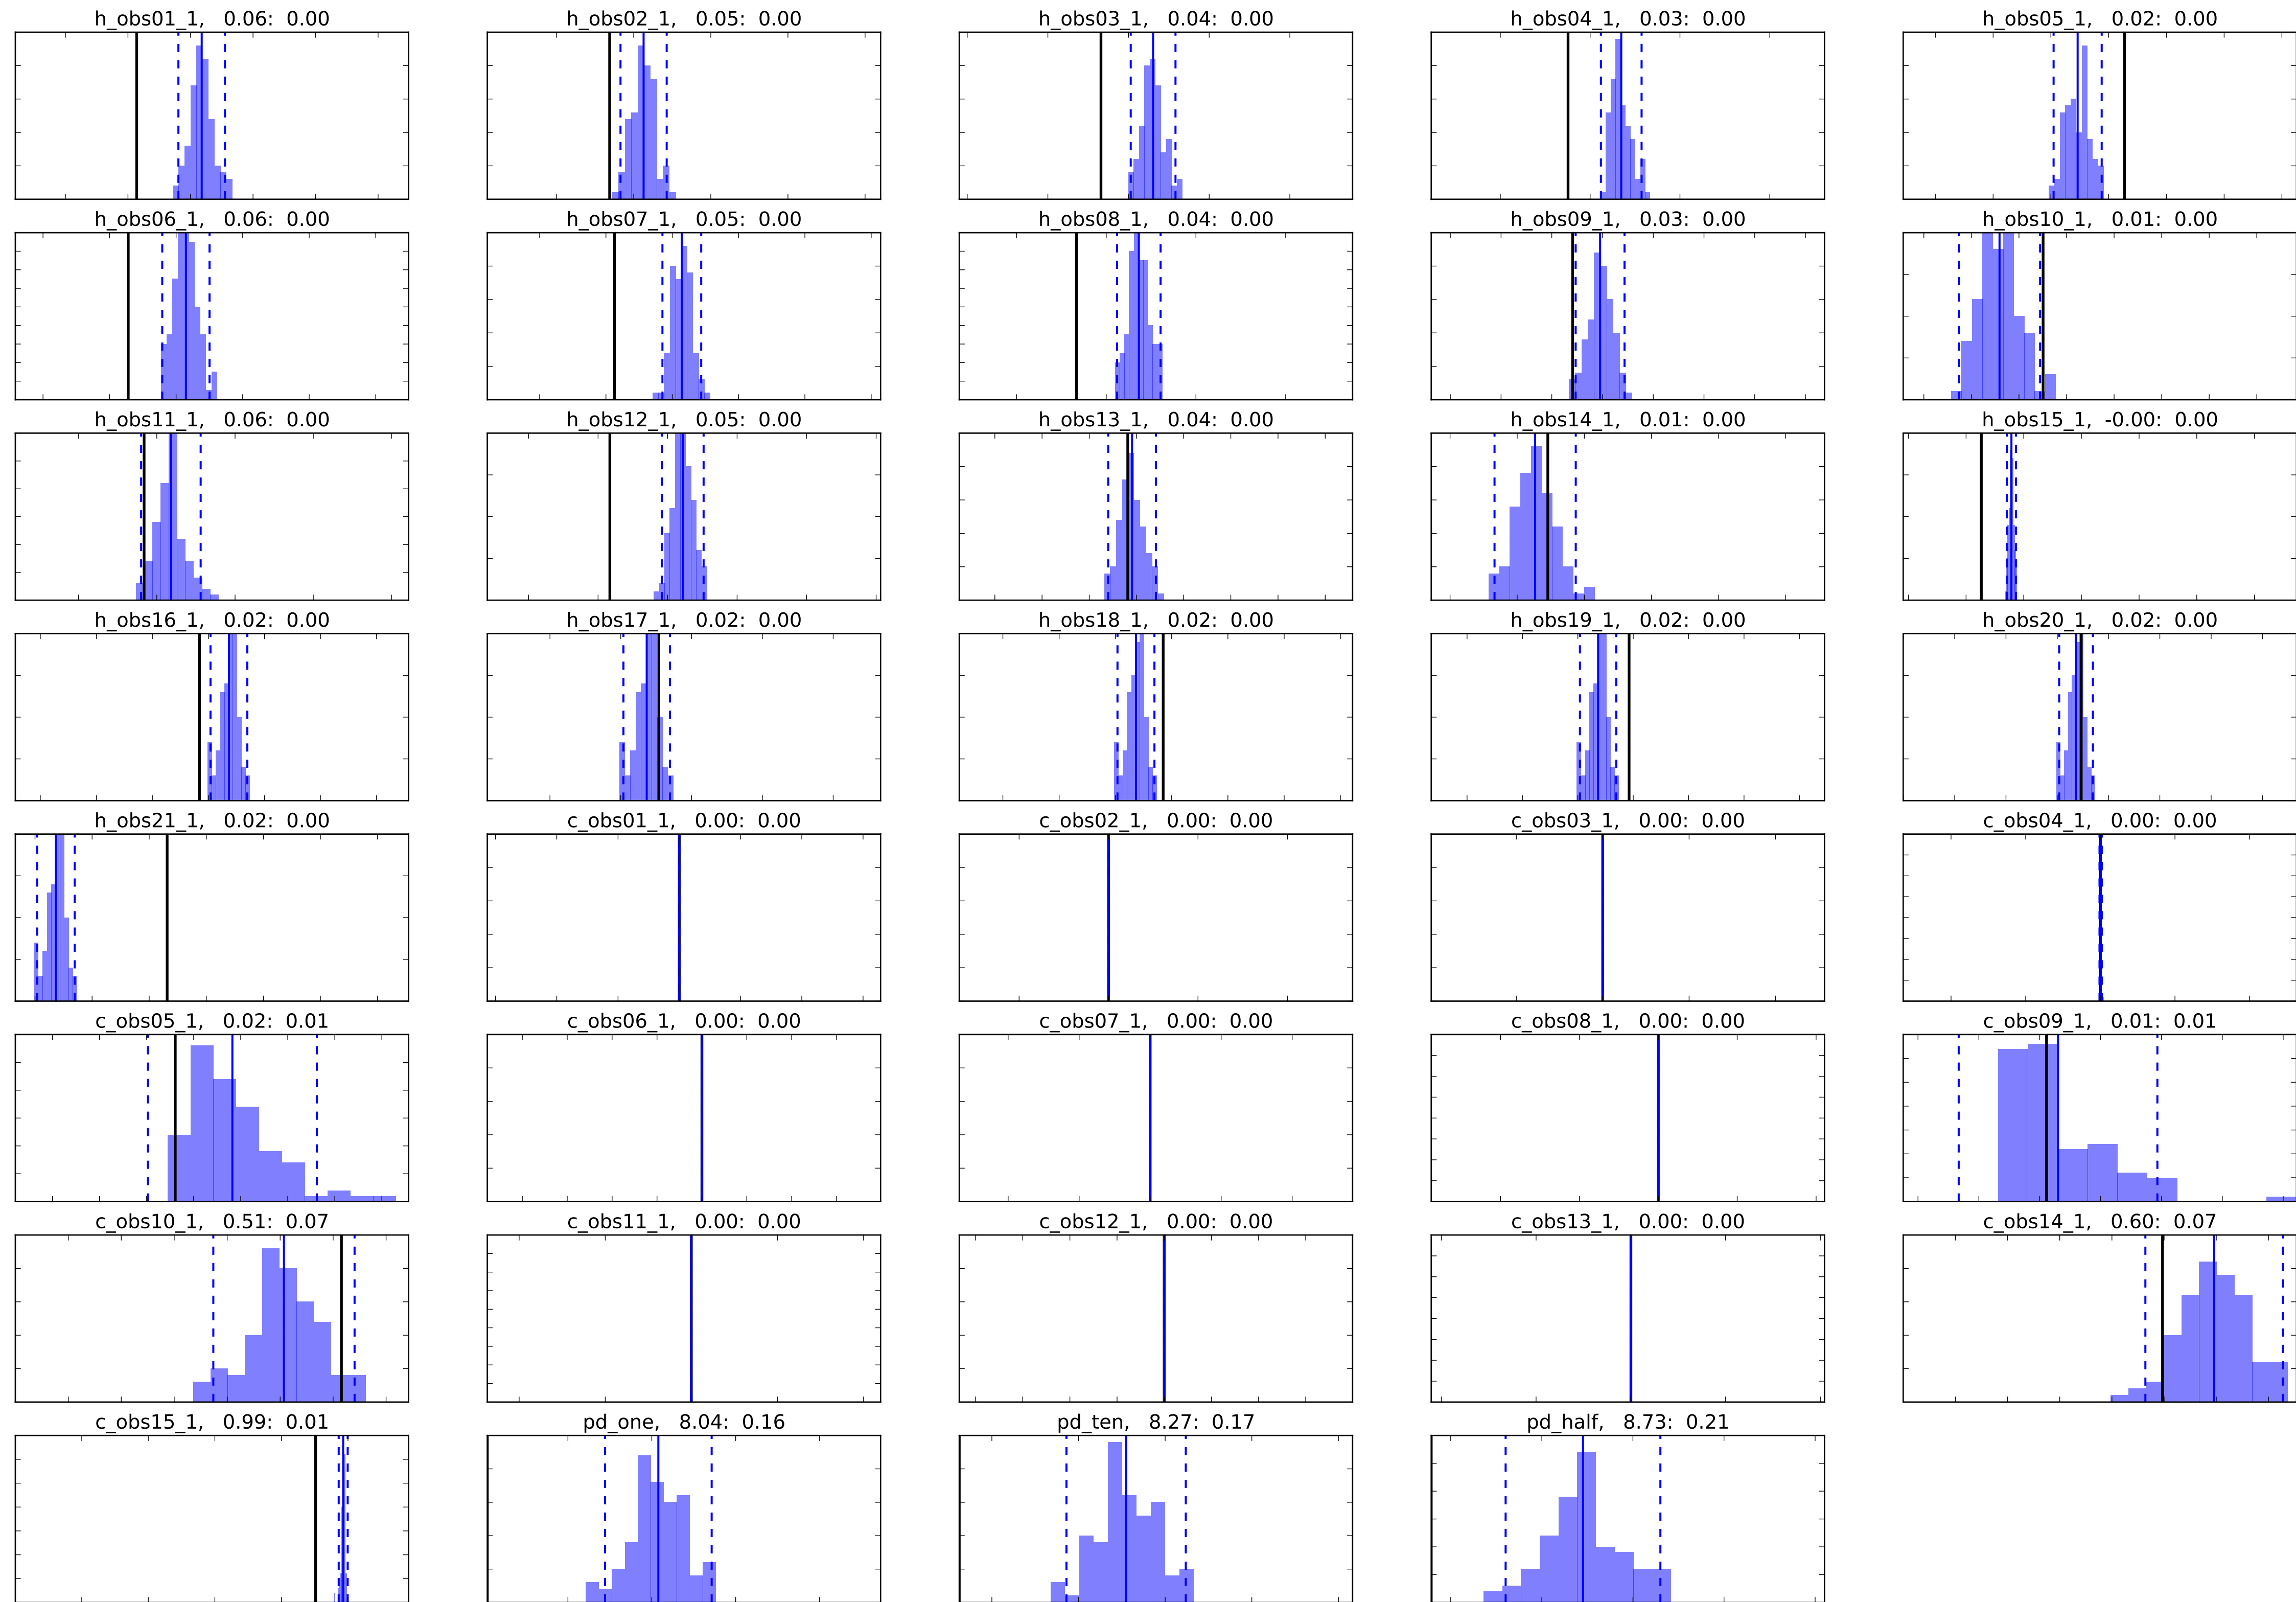 h_obs01_1, 0.06: 0.00
h_obs02_1, 0.05: 0.00
h_obs03_1, 0.04: 0.00
h_obs04_1, 0.03: 0.00
h_obs05_1, 0.02: 0.00
h_obs06_1, 0.06: 0.00
h_obs07_1, 0.05: 0.00
h_obs08_1, 0.04: 0.00
h_obs09_1, 0.03: 0.00
h_obs10_1, 0.01: 0.00
h_obs11_1, 0.06: 0.00
h_obs12_1, 0.05: 0.00
h_obs13_1, 0.04: 0.00
h_obs14_1, 0.01: 0.00
h_obs15_1, -0.00: 0.00
h_obs16_1, 0.02: 0.00
h_obs17_1, 0.02: 0.00
h_obs18_1, 0.02: 0.00
h_obs19_1, 0.02: 0.00
h_obs20_1, 0.02: 0.00
h_obs21_1, 0.02: 0.00
c_obs01_1, 0.00: 0.00
c_obs02_1, 0.00: 0.00
c_obs03_1, 0.00: 0.00
c_obs04_1, 0.00: 0.00
c_obs05_1, 0.02: 0.01
c_obs06_1, 0.00: 0.00
c_obs07_1, 0.00: 0.00
c_obs08_1, 0.00: 0.00
c_obs09_1, 0.01: 0.01
c_obs10_1, 0.51: 0.07
c_obs11_1, 0.00: 0.00
c_obs12_1, 0.00: 0.00
c_obs13_1, 0.00: 0.00
c_obs14_1, 0.60: 0.07
c_obs15_1, 0.99: 0.01
pd_one, 8.04: 0.16
pd_ten, 8.27: 0.17
pd_half, 8.73: 0.21